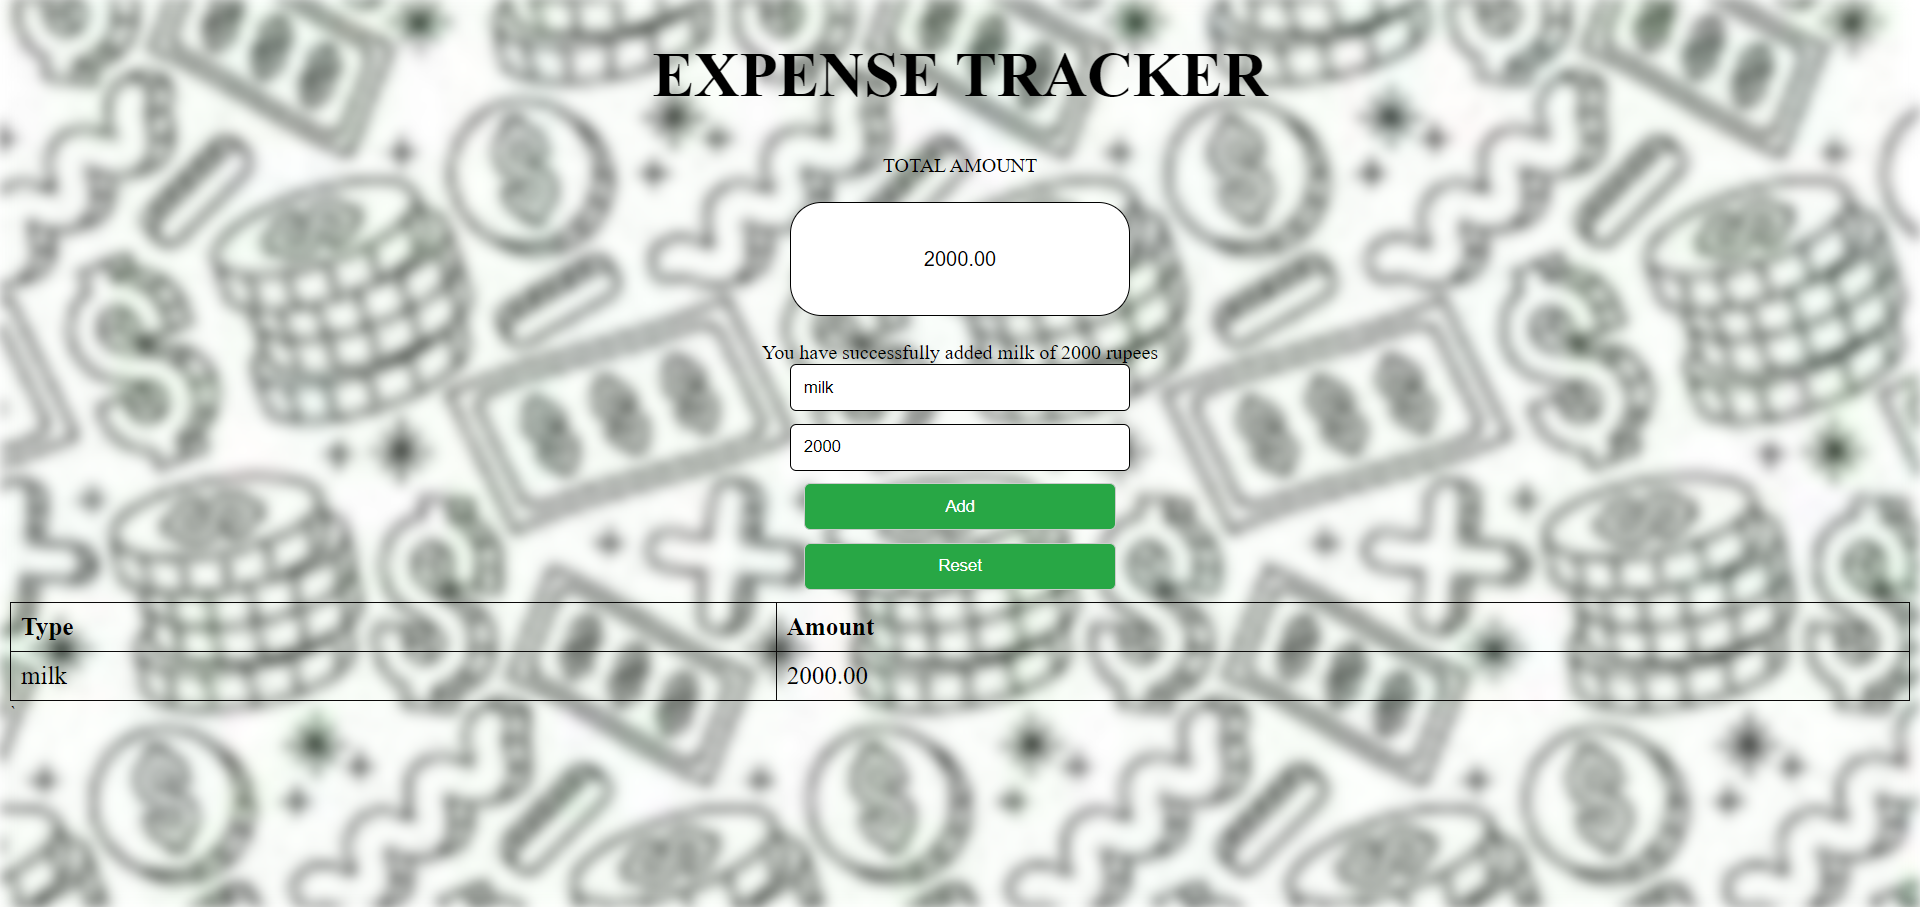 EXPENSE TRACKER
TOTAL AMOUNT
2000.00
You have successfully added milk of 2000 rupees
milk
2000
Add
Reset
Type Amount
milk 2000.00
`